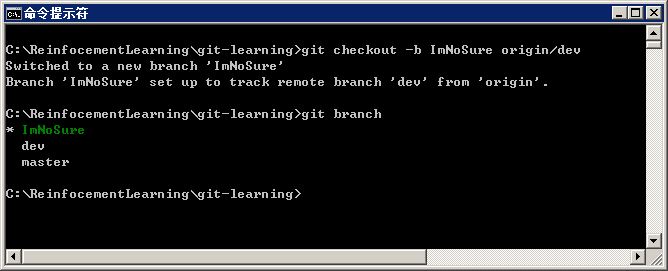 命令提示符
C:\ReinfocementLearning\git-learning>git checkout -b ImNoSure origin/dev
Switched to a new branch 'ImNoSure'
Branch 'ImNoSure' set up to track remote branch 'dev' from 'origin'.
C:\ReinfocementLearning\git-learning>git branch
* ImNoSure
dev
master
C:\ReinfocementLearning\git-learning>